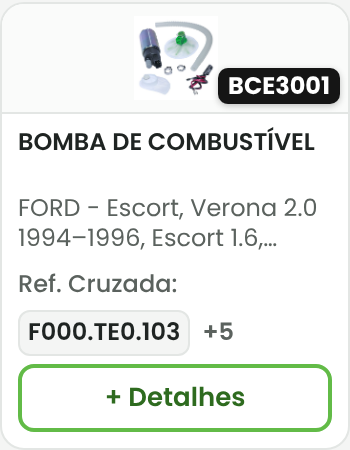 BCE3001
BOMBA DE COMBUSTÍVEL
FORD - Escort, Verona 2.0
1994–1996, Escort 1.6,...
Ref. Cruzada:
F000.TE0.103 +5
+ Detalhes